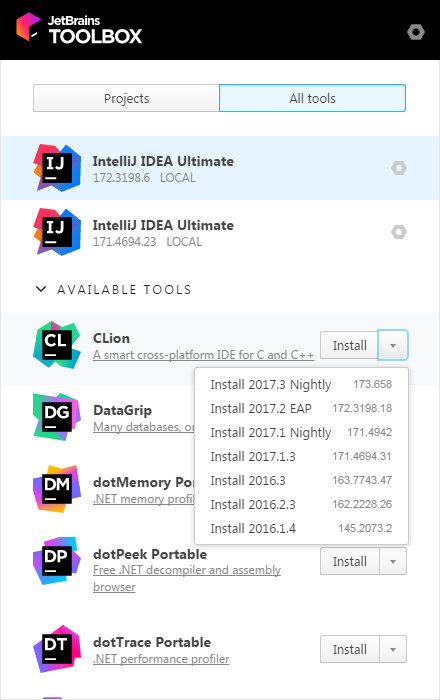 JetBrains
TOOLBOX
Projects
All tools
IJ
IntelliJ IDEA Ultimate
172.3198.6 LOCAL
IJ
IntelliJ IDEA Ultimate
171.4694.23 LOCAL
AVAILABLE TOOLS
CL
CLion
A smart cross-platform IDE for C and C++
Install
Install 2017.3 Nightly 173.658
Install 2017.2 EAP 172.3198.18
Install 2017.1 Nightly 171.4942
Install 2017.1.3 171.4694.31
Install 2016.3 163.7743.47
Install 2016.2.3 162.2228.26
Install 2016.1.4 145.2073.2
DG
DataGrip
Many databases, o
DM
dotMemory Po
.NET memory profil
DP
dotPeek Portable
Free .NET decompiler and assembly
browser
Install
DT
dotTrace Portable
.NET performance profiler
Install